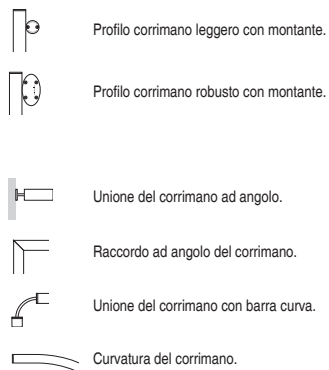 Profilo corrimano leggero con montante.
Profilo corrimano robusto con montante.
Unione del corrimano ad angolo.
Raccordo ad angolo del corrimano.
Unione del corrimano con barra curva.
Curvatura del corrimano.